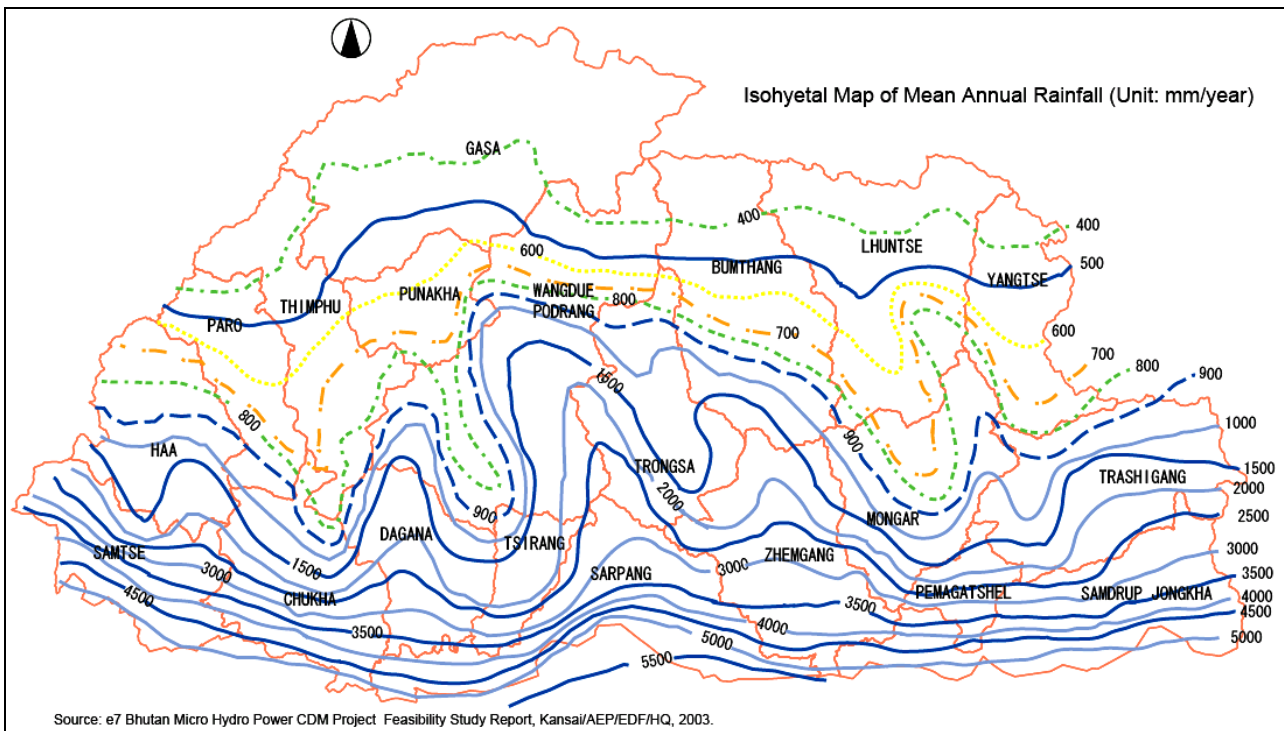 Isohyetal Map of Mean Annual Rainfall (Unit: mm/year)
GASA
400
400
LHUNTSE
600
BUMTHANG
500
YANGTSE
THIMPHU
PUNAKHA
WANGDUE
PODRANG
800
PARO
700
600
700
800
900
800
1500
HAA
900
1000
TRONGSA
1500
TRASHIGANG
2000
2000
900
MONGAR
2500
DAGANA
TSIRANG
SAMTSE
3000
1500
ZHEMGANG
3000
3000
SARPANG
3500
4500
CHUKHA
3500
PEMAGATSHEL
SAMDRUP JONGKHA
4000
4500
3500
4000
5000
5000
5500
Source: e7 Bhutan Micro Hydro Power CDM Project Feasibility Study Report, Kansai/AEP/EDF/HQ, 2003.